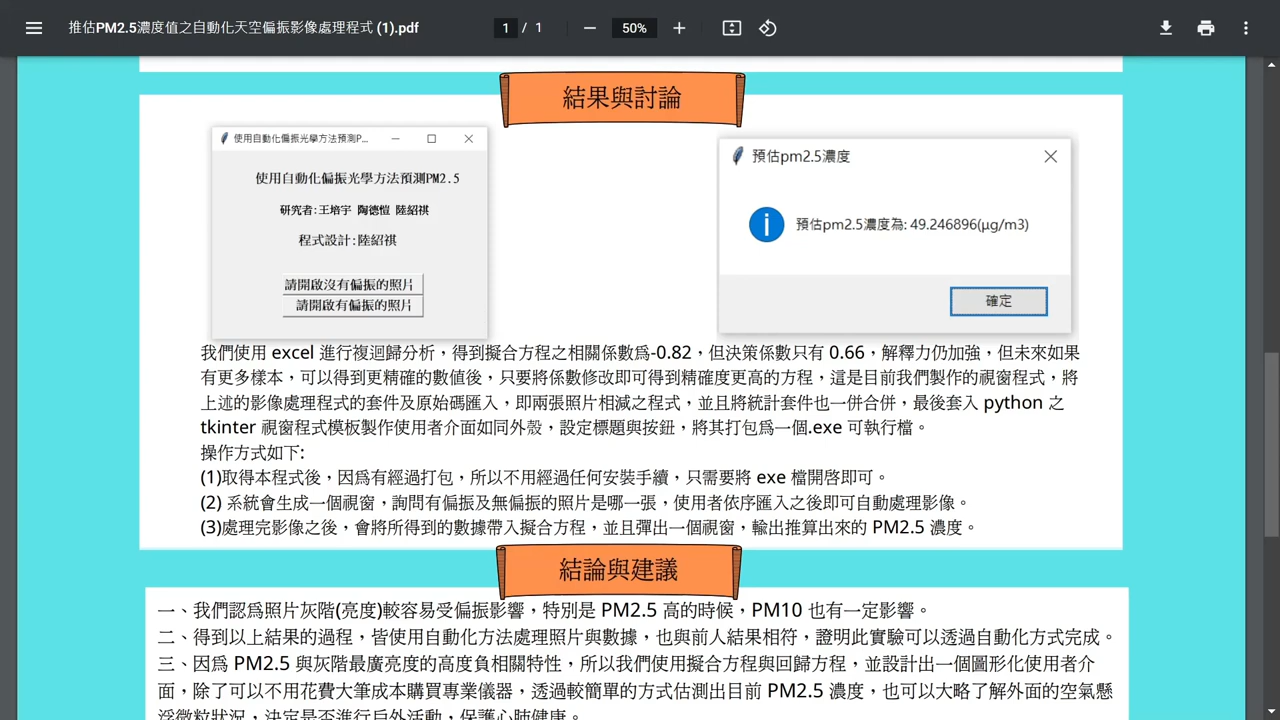 推估PM2.5濃度值之自動化天空偏振影像處理程式 (1).pdf
1 / 1
50%
結果與討論
使用自動化偏振光學方法預測P...
使用自動化偏振光學方法預測PM2.5
研究者:王培宇 陶德愷 陸紹祺
程式設計:陸紹祺
請開啟沒有偏振的照片
請開啟有偏振的照片
預估pm2.5濃度
預估pm2.5濃度為: 49.246896(μg/m3)
確定
我們使用 excel 進行複迴歸分析，得到擬合方程之相關係數爲-0.82，但決策係數只有 0.66，解釋力仍加強，但未來如果
有更多樣本，可以得到更精確的數値後，只要將係數修改即可得到精確度更高的方程，這是目前我們製作的視窗程式，將
上述的影像處理程式的套件及原始碼匯入，即兩張照片相減之程式，並且將統計套件也一併合併，最後套入 python 之
tkinter 視窗程式模板製作使用者介面如同外殼，設定標題與按鈕，將其打包爲一個.exe 可執行檔。
操作方式如下:
(1)取得本程式後，因爲有經過打包，所以不用經過任何安裝手續，只需要將 exe 檔開啓即可。
(2) 系統會生成一個視窗，詢問有偏振及無偏振的照片是哪一張，使用者依序匯入之後即可自動處理影像。
(3)處理完影像之後，會將所得到的數據帶入擬合方程，並且彈出一個視窗，輸出推算出來的 PM2.5 濃度。
結論與建議
一、我們認爲照片灰階(亮度)較容易受偏振影響，特別是 PM2.5 高的時候，PM10 也有一定影響。
二、得到以上結果的過程，皆使用自動化方法處理照片與數據，也與前人結果相符，證明此實驗可以透過自動化方式完成。
三、因爲 PM2.5 與灰階最廣亮度的高度負相關特性，所以我們使用擬合方程與回歸方程，並設計出一個圖形化使用者介
面，除了可以不用花費大筆成本購買專業儀器，透過較簡單的方式估測出目前 PM2.5 濃度，也可以大略了解外面的空氣懸
浮微粒狀況，決定是否進行戶外活動，保護心肺健康。